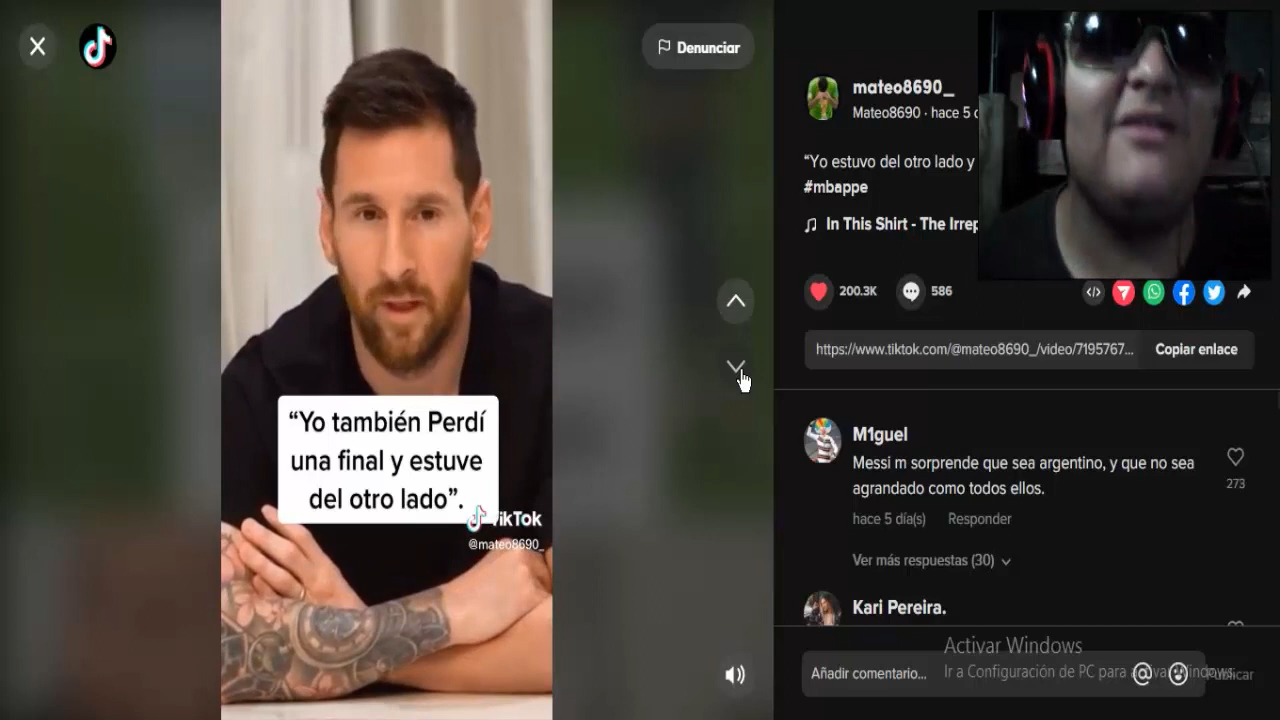 Denunciar
“Yo también Perdí
una final y estuve
del otro lado”.
TikTok
@mateo8690_
mateo8690_
Mateo8690 · hace 5 d
“Yo estuvo del otro lado y
#mbappe
In This Shirt - The Irrep
200.3K
586
https://www.tiktok.com/@mateo8690_/video/7195767...
Copiar enlace
M1guel
Messi m sorprende que sea argentino, y que no sea
agrandado como todos ellos.
273
hace 5 día(s)
Responder
Ver más respuestas (30)
Kari Pereira.
Activar Windows
Ir a Configuración de PC para activar Windows.
Añadir comentario...
Publicar